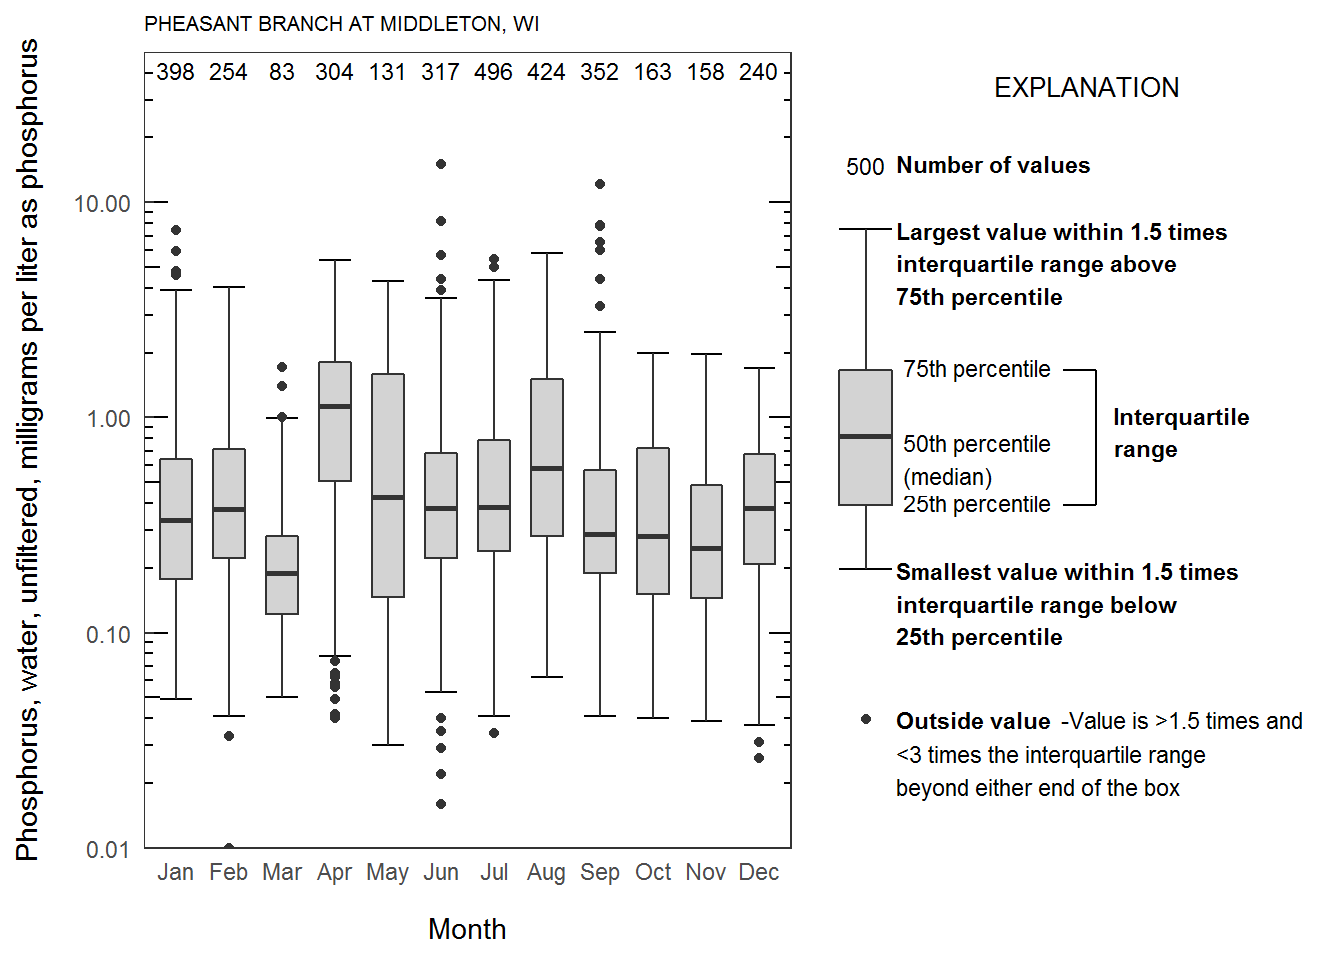 PHEASANT BRANCH AT MIDDLETON, WI
Phosphorus, water, unfiltered, milligrams per liter as phosphorus
398 254 83 304 131 317 496 424 352 163 158 240
10.00
1.00
0.10
0.01
Jan Feb Mar Apr May Jun Jul Aug Sep Oct Nov Dec
Month
EXPLANATION
500 Number of values
Largest value within 1.5 times
interquartile range above
75th percentile
75th percentile
50th percentile
(median)
25th percentile
Interquartile
range
Smallest value within 1.5 times
interquartile range below
25th percentile
Outside value -Value is >1.5 times and
<3 times the interquartile range
beyond either end of the box